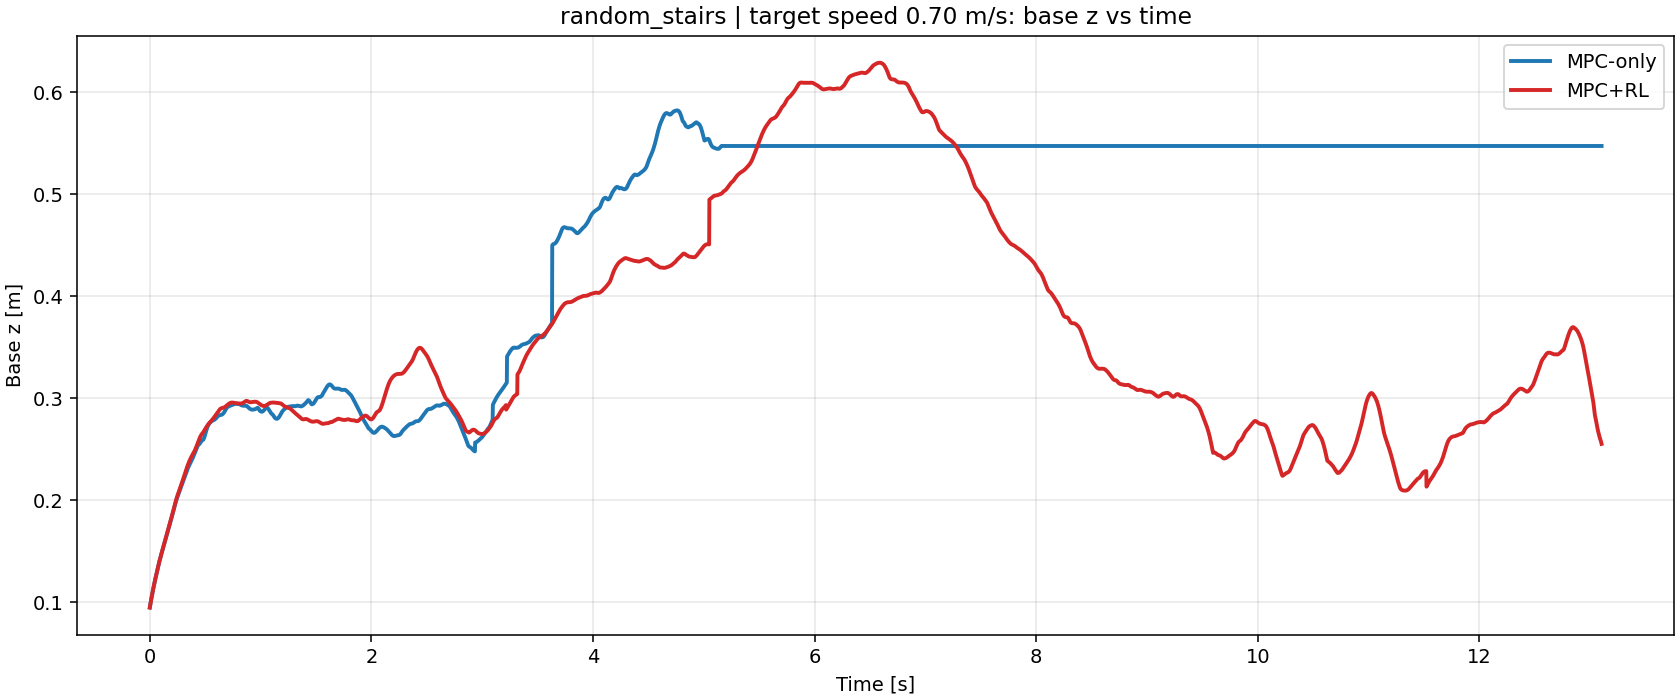 random_stairs | target speed 0.70 m/s: base z vs time
MPC-only
MPC+RL
Base z [m]
0.6
0.5
0.4
0.3
0.2
0.1
0 2 4 6 8 10 12
Time [s]